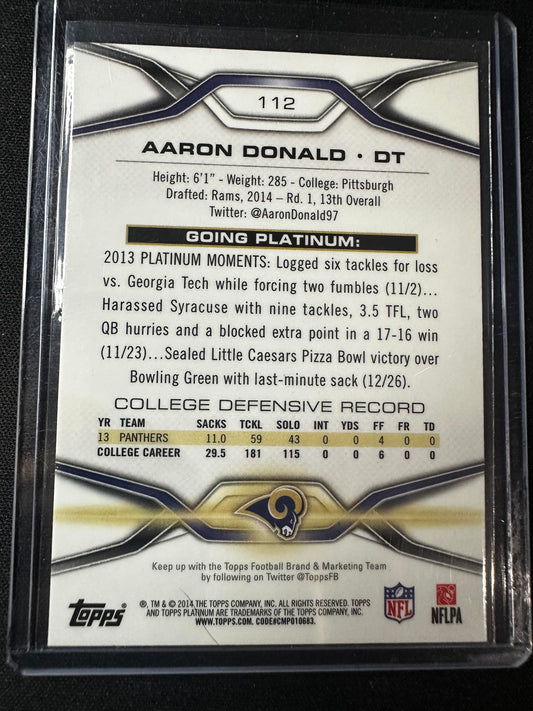 112
AARON DONALD • DT
Height: 6'1" - Weight: 285 - College: Pittsburgh
Drafted: Rams, 2014 – Rd. 1, 13th Overall
Twitter: @AaronDonald97
GOING PLATINUM:
2013 PLATINUM MOMENTS: Logged six tackles for loss
vs. Georgia Tech while forcing two fumbles (11/2)...
Harassed Syracuse with nine tackles, 3.5 TFL, two
QB hurries and a blocked extra point in a 17-16 win
(11/23)...Sealed Little Caesars Pizza Bowl victory over
Bowling Green with last-minute sack (12/26).
COLLEGE DEFENSIVE RECORD
YR TEAM SACKS TCKL SOLO INT YDS FF FR TD
13 PANTHERS 11.0 59 43 0 0 4 0 0
COLLEGE CAREER 29.5 181 115 0 0 6 0 0
Keep up with the Topps Football Brand & Marketing Team
by following on Twitter @ToppsFB
Topps
®, TM & © 2014 THE TOPPS COMPANY, INC. ALL RIGHTS RESERVED. TOPPS
AND TOPPS PLATINUM ARE TRADEMARKS OF THE TOPPS COMPANY, INC.
WWW.TOPPS.COM. CODE#CMP010683.
NFL
NFLPA